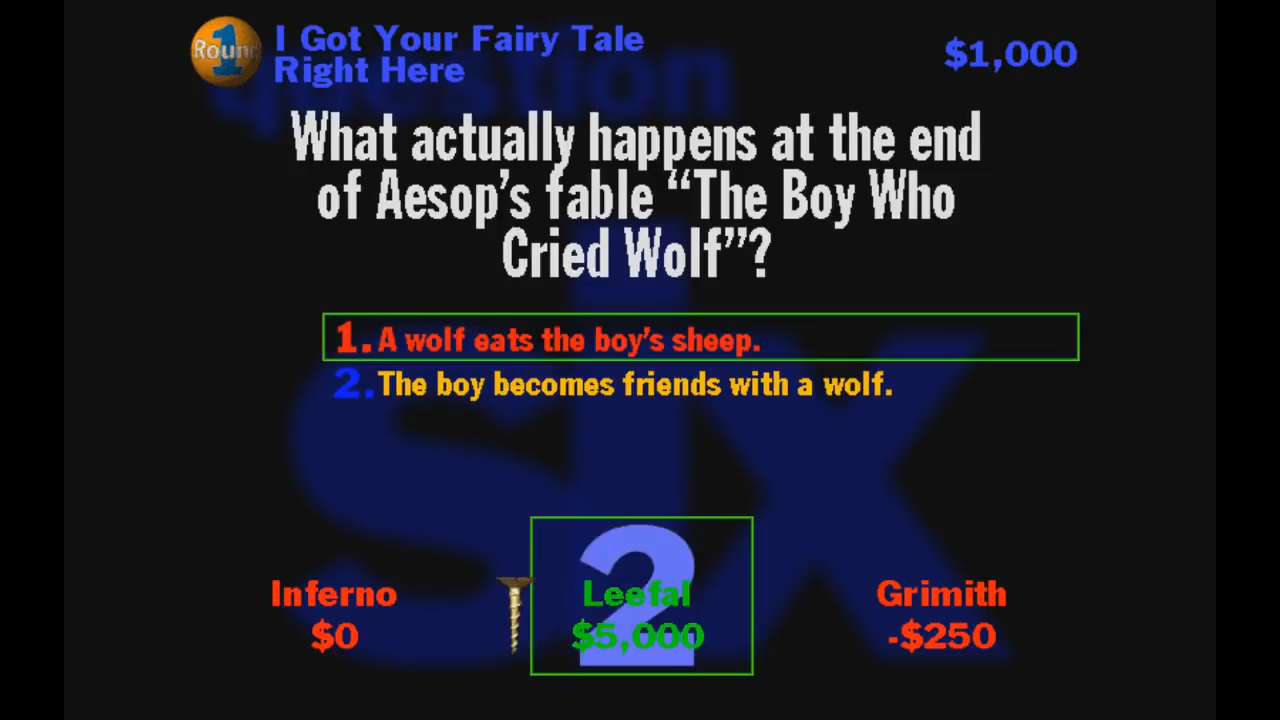 Round 1
I Got Your Fairy Tale
Right Here
$1,000
question
What actually happens at the end
of Aesop's fable “The Boy Who
Cried Wolf”?
1. A wolf eats the boy's sheep.
2. The boy becomes friends with a wolf.
six
2
Inferno
$0
Leefal
$5,000
Grimith
-$250